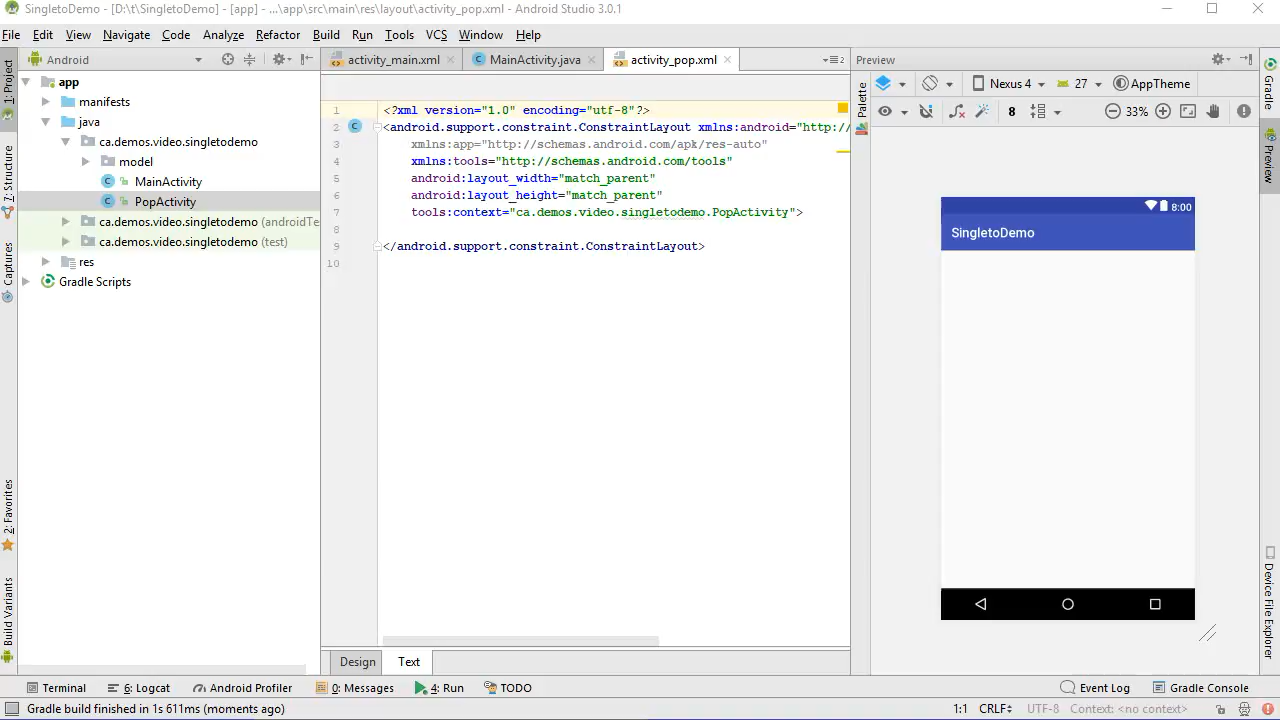 SingletoDemo - [D:\t\SingletoDemo] - [app] - ...\app\src\main\res\layout\activity_pop.xml - Android Studio 3.0.1
File Edit View Navigate Code Analyze Refactor Build Run Tools VCS Window Help
1: Project
7: Structure
Captures
2: Favorites
Build Variants
Android
app
manifests
java
ca.demos.video.singletodemo
model
MainActivity
PopActivity
ca.demos.video.singletodemo (androidTe
ca.demos.video.singletodemo (test)
res
Gradle Scripts
activity_main.xml MainActivity.java activity_pop.xml
1 <?xml version="1.0" encoding="utf-8"?>
2 <android.support.constraint.ConstraintLayout xmlns:android="http://
3 xmlns:app="http://schemas.android.com/apk/res-auto"
4 xmlns:tools="http://schemas.android.com/tools"
5 android:layout_width="match_parent"
6 android:layout_height="match_parent"
7 tools:context="ca.demos.video.singletodemo.PopActivity">
8
9 </android.support.constraint.ConstraintLayout>
10
Design Text
Preview
Palette
Nexus 4 27 AppTheme
8 33%
8:00
SingletoDemo
Gradle
Preview
Device File Explorer
Terminal 6: Logcat Android Profiler 0: Messages 4: Run TODO Event Log Gradle Console
Gradle build finished in 1s 611ms (moments ago) 1:1 CRLF UTF-8 Context: <no context>